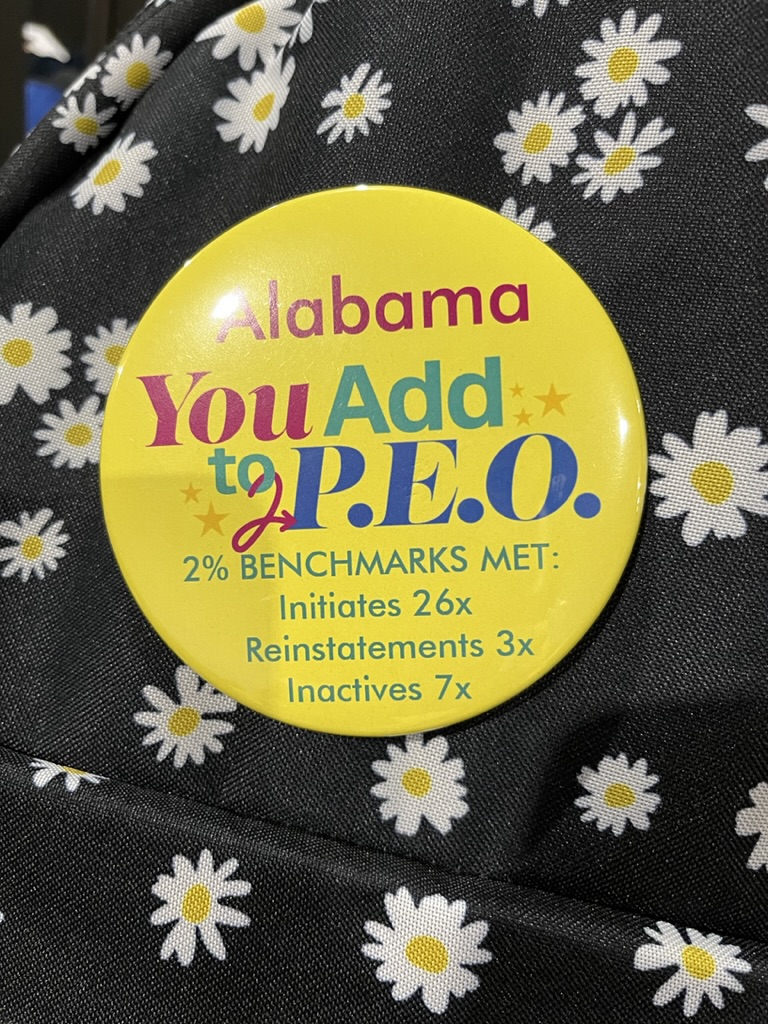 Alabama
You Add
to P.E.O.
2% BENCHMARKS MET:
Initiates 26x
Reinstatements 3x
Inactives 7x